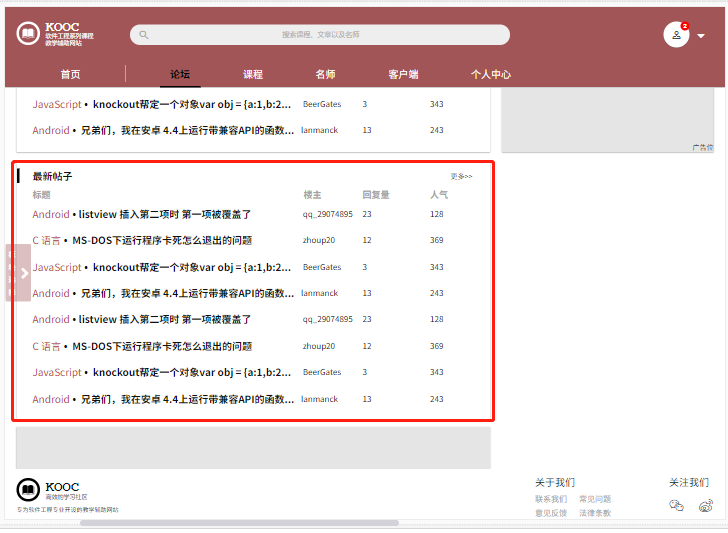 KOOC
软件工程系列课程
教学辅助网站
搜索课程、文章以及名师
2
首页 论坛 课程 名师 客户端 个人中心
JavaScript • knockout帮定一个对象var obj = {a:1,b:2... BeerGates 3 343
Android • 兄弟们，我在安卓 4.4上运行带兼容API的函数... lanmanck 13 243
广告位
最新帖子 更多>>
标题 楼主 回复量 人气
Android • listview 插入第二项时 第一项被覆盖了 qq_29074895 23 128
C 语言 • MS-DOS下运行程序卡死怎么退出的问题 zhoup20 12 369
JavaScript • knockout帮定一个对象var obj = {a:1,b:2... BeerGates 3 343
Android • 兄弟们，我在安卓 4.4上运行带兼容API的函数... lanmanck 13 243
Android • listview 插入第二项时 第一项被覆盖了 qq_29074895 23 128
C 语言 • MS-DOS下运行程序卡死怎么退出的问题 zhoup20 12 369
JavaScript • knockout帮定一个对象var obj = {a:1,b:2... BeerGates 3 343
Android • 兄弟们，我在安卓 4.4上运行带兼容API的函数... lanmanck 13 243
KOOC
高效的学习社区
专为软件工程专业开设的教学辅助网站
关于我们 关注我们
联系我们 常见问题
意见反馈 法律条款